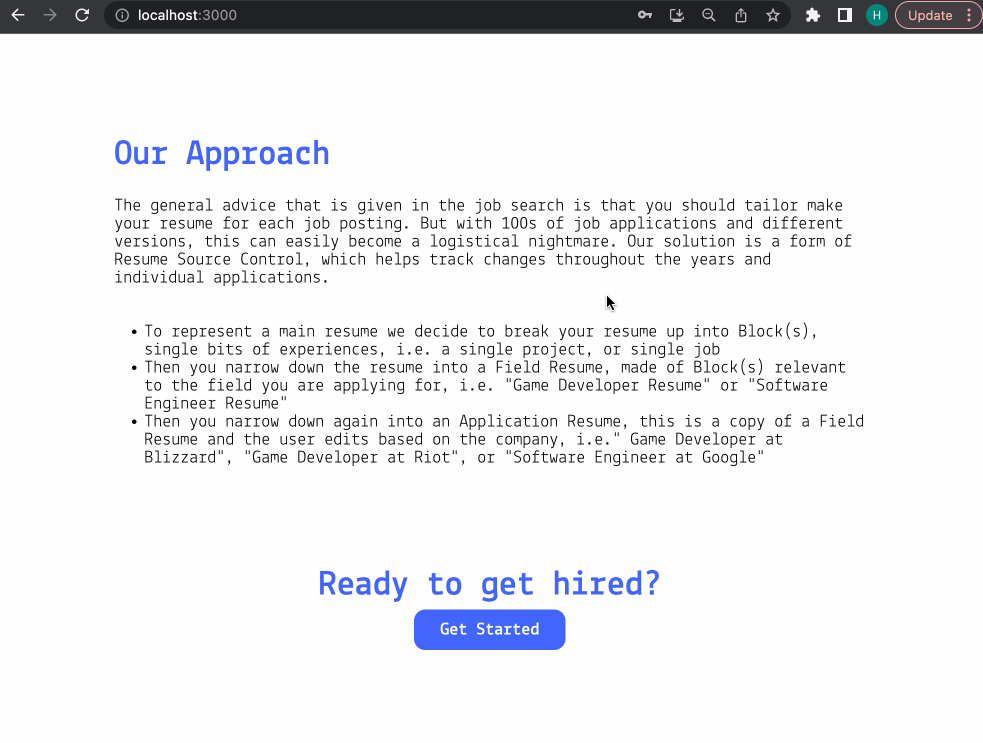 localhost:3000
H
Update
Our Approach
The general advice that is given in the job search is that you should tailor make
your resume for each job posting. But with 100s of job applications and different
versions, this can easily become a logistical nightmare. Our solution is a form of
Resume Source Control, which helps track changes throughout the years and
individual applications.
• To represent a main resume we decide to break your resume up into Block(s),
single bits of experiences, i.e. a single project, or single job
• Then you narrow down the resume into a Field Resume, made of Block(s) relevant
to the field you are applying for, i.e. "Game Developer Resume" or "Software
Engineer Resume"
• Then you narrow down again into an Application Resume, this is a copy of a Field
Resume and the user edits based on the company, i.e." Game Developer at
Blizzard", "Game Developer at Riot", or "Software Engineer at Google"
Ready to get hired?
Get Started